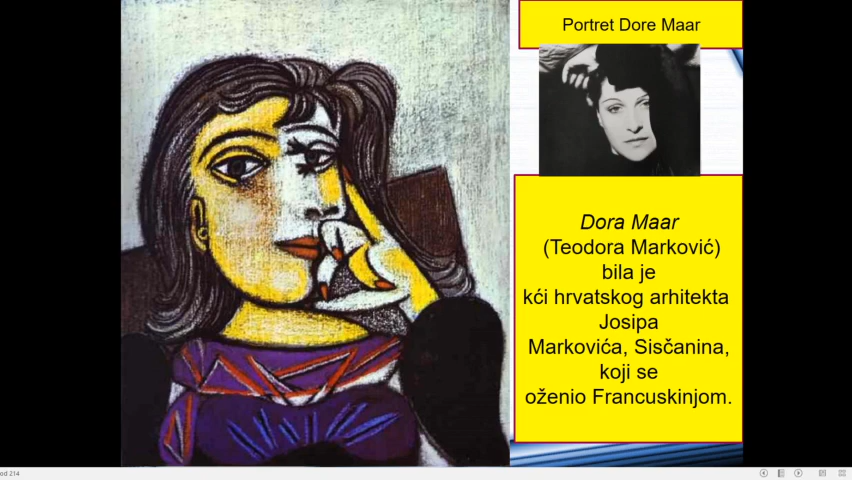 Portret Dore Maar
Dora Maar
(Teodora Marković)
bila je
kći hrvatskog arhitekta
Josipa
Markovića, Sisčanina,
koji se
oženio Francuskinjom.
od 214